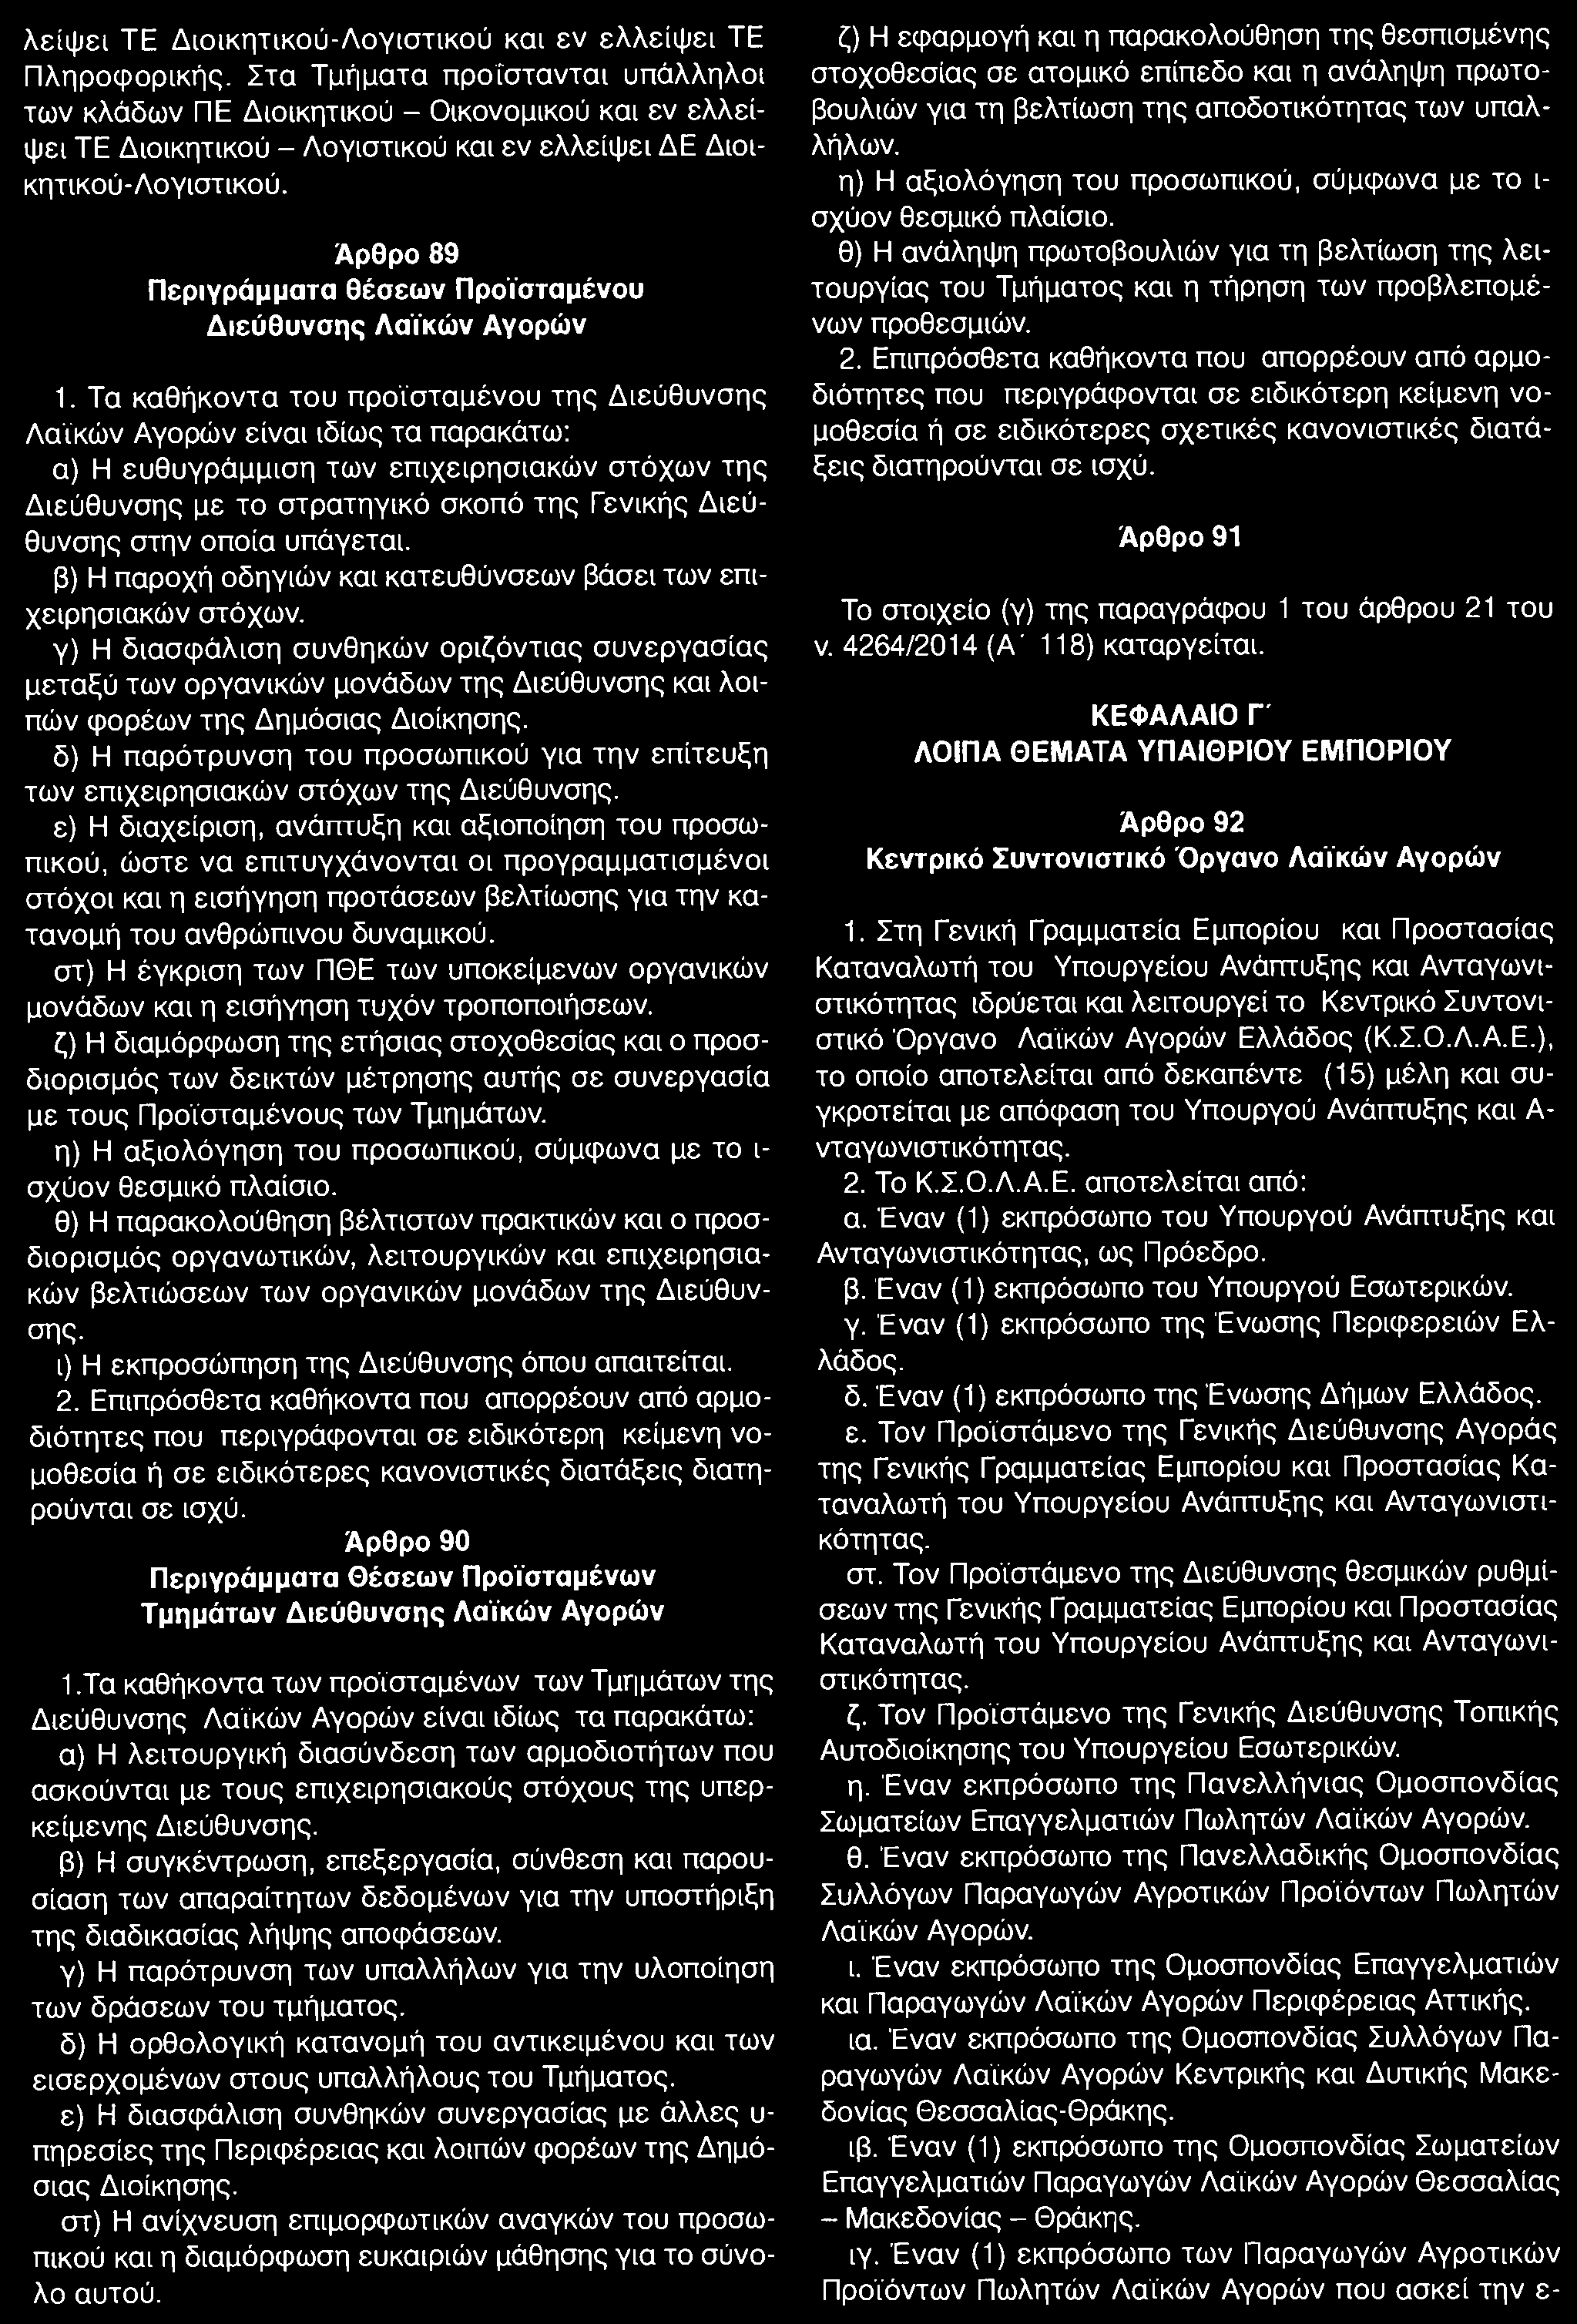 λείψει ΤΕ Διοικητικού-Λογιστικού και εν ελλείψει ΤΕ
Πληροφορικής. Στα Τμήματα προΐστανται υπάλληλοι
των κλάδων ΠΕ Διοικητικού – Οικονομικού και εν ελλεί-
ψει ΤΕ Διοικητικού – Λογιστικού και εν ελλείψει ΔΕ Διοι-
κητικού-Λογιστικού.
Άρθρο 89
Περιγράμματα θέσεων Προϊσταμένου
Διεύθυνσης Λαϊκών Αγορών
1. Τα καθήκοντα του προϊσταμένου της Διεύθυνσης
Λαϊκών Αγορών είναι ιδίως τα παρακάτω:
α) Η ευθυγράμμιση των επιχειρησιακών στόχων της
Διεύθυνσης με το στρατηγικό σκοπό της Γενικής Διεύ-
θυνσης στην οποία υπάγεται.
β) Η παροχή οδηγιών και κατευθύνσεων βάσει των επι-
χειρησιακών στόχων.
γ) Η διασφάλιση συνθηκών οριζόντιας συνεργασίας
μεταξύ των οργανικών μονάδων της Διεύθυνσης και λοι-
πών φορέων της Δημόσιας Διοίκησης.
δ) Η παρότρυνση του προσωπικού για την επίτευξη
των επιχειρησιακών στόχων της Διεύθυνσης.
ε) Η διαχείριση, ανάπτυξη και αξιοποίηση του προσω-
πικού, ώστε να επιτυγχάνονται οι προγραμματισμένοι
στόχοι και η εισήγηση προτάσεων βελτίωσης για την κα-
τανομή του ανθρώπινου δυναμικού.
στ) Η έγκριση των ΠΘΕ των υποκείμενων οργανικών
μονάδων και η εισήγηση τυχόν τροποποιήσεων.
ζ) Η διαμόρφωση της ετήσιας στοχοθεσίας και ο προσ-
διορισμός των δεικτών μέτρησης αυτής σε συνεργασία
με τους Προϊσταμένους των Τμημάτων.
η) Η αξιολόγηση του προσωπικού, σύμφωνα με το ι-
σχύον θεσμικό πλαίσιο.
θ) Η παρακολούθηση βέλτιστων πρακτικών και ο προσ-
διορισμός οργανωτικών, λειτουργικών και επιχειρησια-
κών βελτιώσεων των οργανικών μονάδων της Διεύθυν-
σης.
ι) Η εκπροσώπηση της Διεύθυνσης όπου απαιτείται.
2. Επιπρόσθετα καθήκοντα που απορρέουν από αρμο-
διότητες που περιγράφονται σε ειδικότερη κείμενη νο-
μοθεσία ή σε ειδικότερες κανονιστικές διατάξεις διατη-
ρούνται σε ισχύ.
Άρθρο 90
Περιγράμματα Θέσεων Προϊσταμένων
Τμημάτων Διεύθυνσης Λαϊκών Αγορών
1.Τα καθήκοντα των προϊσταμένων των Τμημάτων της
Διεύθυνσης Λαϊκών Αγορών είναι ιδίως τα παρακάτω:
α) Η λειτουργική διασύνδεση των αρμοδιοτήτων που
ασκούνται με τους επιχειρησιακούς στόχους της υπερ-
κείμενης Διεύθυνσης.
β) Η συγκέντρωση, επεξεργασία, σύνθεση και παρου-
σίαση των απαραίτητων δεδομένων για την υποστήριξη
της διαδικασίας λήψης αποφάσεων.
γ) Η παρότρυνση των υπαλλήλων για την υλοποίηση
των δράσεων του τμήματος.
δ) Η ορθολογική κατανομή του αντικειμένου και των
εισερχομένων στους υπαλλήλους του Τμήματος.
ε) Η διασφάλιση συνθηκών συνεργασίας με άλλες υ-
πηρεσίες της Περιφέρειας και λοιπών φορέων της Δημό-
σιας Διοίκησης.
στ) Η ανίχνευση επιμορφωτικών αναγκών του προσω-
πικού και η διαμόρφωση ευκαιριών μάθησης για το σύνο-
λο αυτού.
ζ) Η εφαρμογή και η παρακολούθηση της θεσπισμένης
στοχοθεσίας σε ατομικό επίπεδο και η ανάληψη πρωτο-
βουλιών για τη βελτίωση της αποδοτικότητας των υπαλ-
λήλων.
η) Η αξιολόγηση του προσωπικού, σύμφωνα με το ι-
σχύον θεσμικό πλαίσιο.
θ) Η ανάληψη πρωτοβουλιών για τη βελτίωση της λει-
τουργίας του Τμήματος και η τήρηση των προβλεπομέ-
νων προθεσμιών.
2. Επιπρόσθετα καθήκοντα που απορρέουν από αρμο-
διότητες που περιγράφονται σε ειδικότερη κείμενη νο-
μοθεσία ή σε ειδικότερες σχετικές κανονιστικές διατά-
ξεις διατηρούνται σε ισχύ.
Άρθρο 91
Το στοιχείο (γ) της παραγράφου 1 του άρθρου 21 του
ν. 4264/2014 (Α΄ 118) καταργείται.
ΚΕΦΑΛΑΙΟ Γ΄
ΛΟΙΠΑ ΘΕΜΑΤΑ ΥΠΑΙΘΡΙΟΥ ΕΜΠΟΡΙΟΥ
Άρθρο 92
Κεντρικό Συντονιστικό Όργανο Λαϊκών Αγορών
1. Στη Γενική Γραμματεία Εμπορίου και Προστασίας
Καταναλωτή του Υπουργείου Ανάπτυξης και Ανταγωνι-
στικότητας ιδρύεται και λειτουργεί το Κεντρικό Συντονι-
στικό Όργανο Λαϊκών Αγορών Ελλάδος (Κ.Σ.Ο.Λ.Α.Ε.),
το οποίο αποτελείται από δεκαπέντε (15) μέλη και συ-
γκροτείται με απόφαση του Υπουργού Ανάπτυξης και Α-
νταγωνιστικότητας.
2. Το Κ.Σ.Ο.Λ.Α.Ε. αποτελείται από:
α. Έναν (1) εκπρόσωπο του Υπουργού Ανάπτυξης και
Ανταγωνιστικότητας, ως Πρόεδρο.
β. Έναν (1) εκπρόσωπο του Υπουργού Εσωτερικών.
γ. Έναν (1) εκπρόσωπο της Ένωσης Περιφερειών Ελ-
λάδος.
δ. Έναν (1) εκπρόσωπο της Ένωσης Δήμων Ελλάδος.
ε. Τον Προϊστάμενο της Γενικής Διεύθυνσης Αγοράς
της Γενικής Γραμματείας Εμπορίου και Προστασίας Κα-
ταναλωτή του Υπουργείου Ανάπτυξης και Ανταγωνιστι-
κότητας.
στ. Τον Προϊστάμενο της Διεύθυνσης θεσμικών ρυθμί-
σεων της Γενικής Γραμματείας Εμπορίου και Προστασίας
Καταναλωτή του Υπουργείου Ανάπτυξης και Ανταγωνι-
στικότητας.
ζ. Τον Προϊστάμενο της Γενικής Διεύθυνσης Τοπικής
Αυτοδιοίκησης του Υπουργείου Εσωτερικών.
η. Έναν εκπρόσωπο της Πανελλήνιας Ομοσπονδίας
Σωματείων Επαγγελματιών Πωλητών Λαϊκών Αγορών.
θ. Έναν εκπρόσωπο της Πανελλαδικής Ομοσπονδίας
Συλλόγων Παραγωγών Αγροτικών Προϊόντων Πωλητών
Λαϊκών Αγορών.
ι. Έναν εκπρόσωπο της Ομοσπονδίας Επαγγελματιών
και Παραγωγών Λαϊκών Αγορών Περιφέρειας Αττικής.
ια. Έναν εκπρόσωπο της Ομοσπονδίας Συλλόγων Πα-
ραγωγών Λαϊκών Αγορών Κεντρικής και Δυτικής Μακε-
δονίας Θεσσαλίας-Θράκης.
ιβ. Έναν (1) εκπρόσωπο της Ομοσπονδίας Σωματείων
Επαγγελματιών Παραγωγών Λαϊκών Αγορών Θεσσαλίας
– Μακεδονίας – Θράκης.
ιγ. Έναν (1) εκπρόσωπο των Παραγωγών Αγροτικών
Προϊόντων Πωλητών Λαϊκών Αγορών που ασκεί την ε-